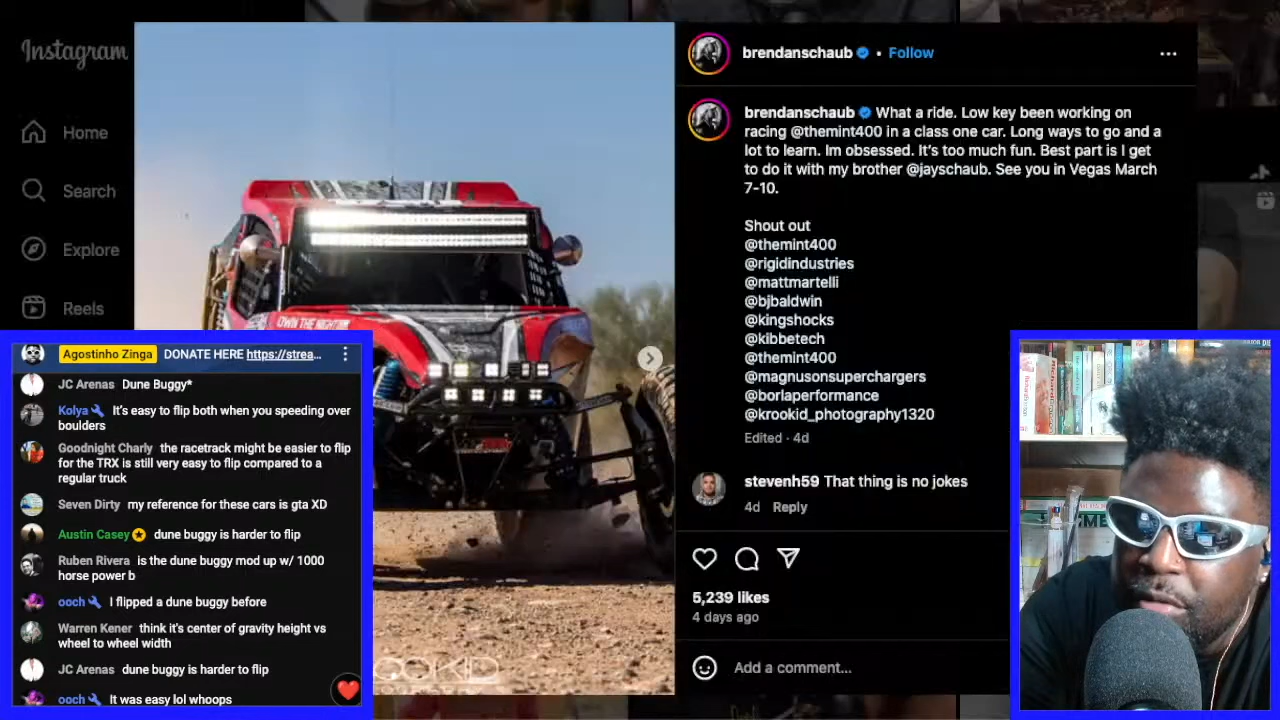 Instagram
Home
Search
Explore
Reels
OWN THE NIGHT
brendanschaub • Follow
brendanschaub What a ride. Low key been working on
racing @themint400 in a class one car. Long ways to go and a
lot to learn. Im obsessed. It's too much fun. Best part is I get
to do it with my brother @jayschaub. See you in Vegas March
7-10.
Shout out
@themint400
@rigidindustries
@mattmartelli
@bjbaldwin
@kingshocks
@kibbetech
@themint400
@magnusonsuperchargers
@borlaperformance
@krookid_photography1320
Edited · 4d
stevenh59 That thing is no jokes
4d Reply
5,239 likes
4 days ago
Add a comment...
Agostinho Zinga DONATE HERE https://strea...
JC Arenas Dune Buggy*
Kolya It's easy to flip both when you speeding over
boulders
Goodnight Charly the racetrack might be easier to flip
for the TRX is still very easy to flip compared to a
regular truck
Seven Dirty my reference for these cars is gta XD
Austin Casey dune buggy is harder to flip
Ruben Rivera is the dune buggy mod up w/ 1000
horse power b
ooch I flipped a dune buggy before
Warren Kener think it's center of gravity height vs
wheel to wheel width
JC Arenas dune buggy is harder to flip
ooch It was easy lol whoops